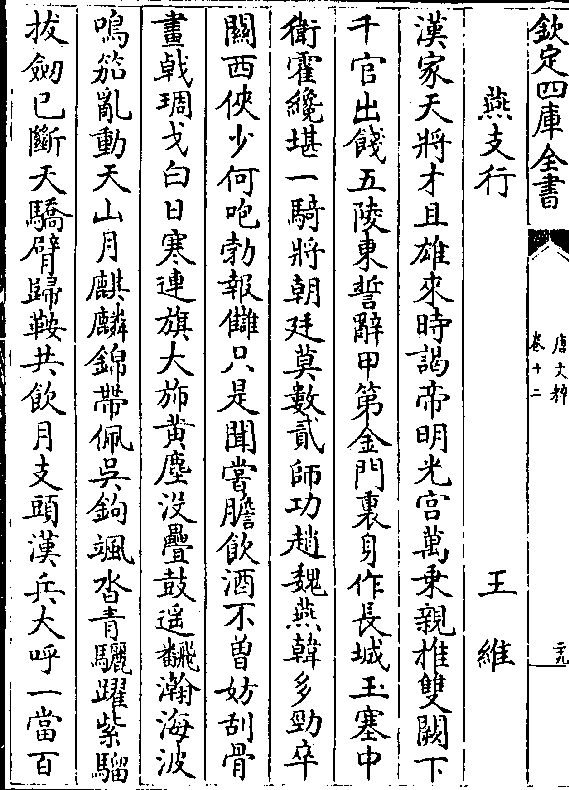 欽定四庫全書
唐文粹
卷十二
燕支行
王維
漢家天將才且雄來時謁帝明光宫萬乗親推雙闕下
千官出餞五陵東誓辭甲第金門裏身作長城玉塞中
衛霍纔堪一騎將朝廷莫數貳師功趙魏燕韓多勁卒
關西俠少何咆勃報讎只是聞嘗膽飲酒不曽妨刮骨
畫戟琱戈白日寒連旗大斾黄塵没疊鼓遥飜瀚海波
鳴笳亂動天山月麒麟錦帶佩吳鉤颯沓青驪躍紫騮
拔劒已斷天驕臂歸鞍共飲月支頭漢兵大呼一當百